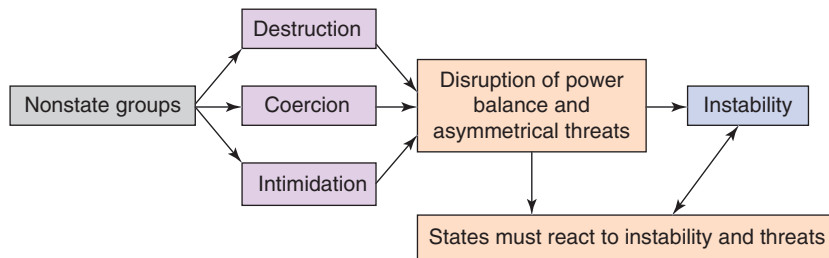 Destruction
Nonstate groups
Coercion
Intimidation
Disruption of power
balance and
asymmetrical threats
Instability
States must react to instability and threats